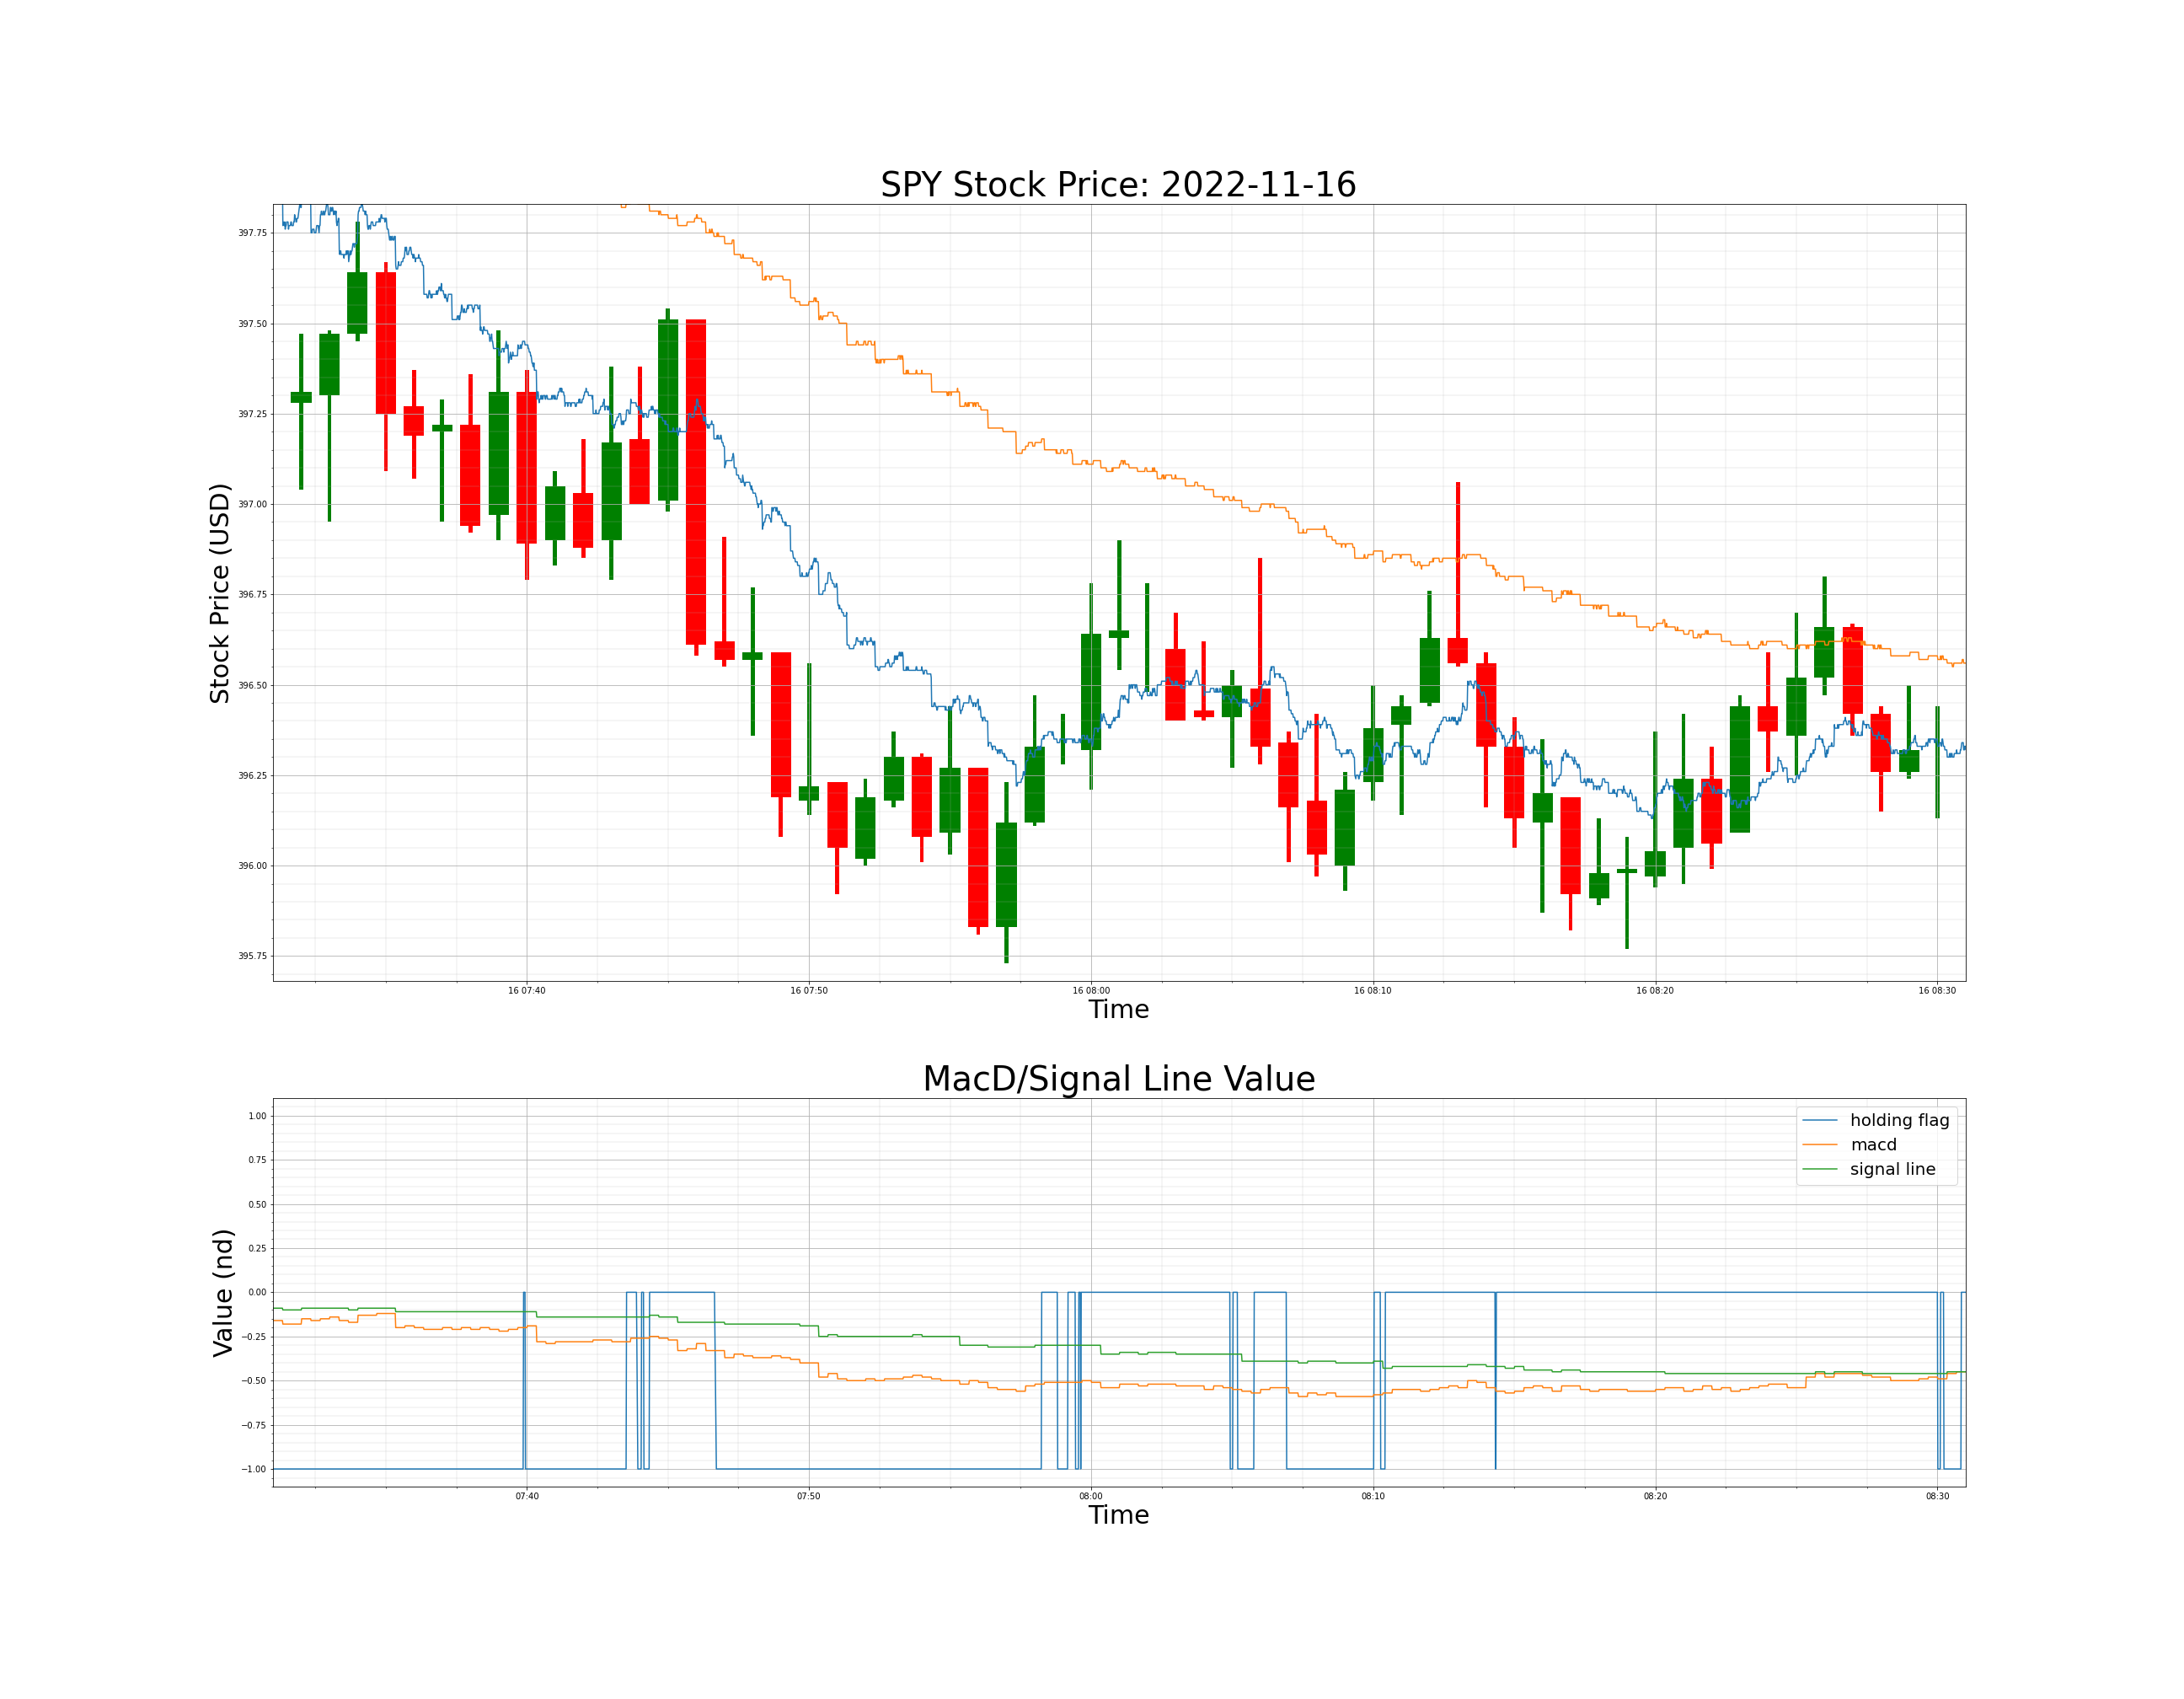 SPY Stock Price: 2022-11-16
Stock Price (USD)
397.75
397.50
397.25
397.00
396.75
396.50
396.25
396.00
395.75
16 07:40 16 07:50 16 08:00 16 08:10 16 08:20 16 08:30
Time
MacD/Signal Line Value
Value (nd)
1.00
0.75
0.50
0.25
0.00
−0.25
−0.50
−0.75
−1.00
holding flag
macd
signal line
07:40 07:50 08:00 08:10 08:20 08:30
Time